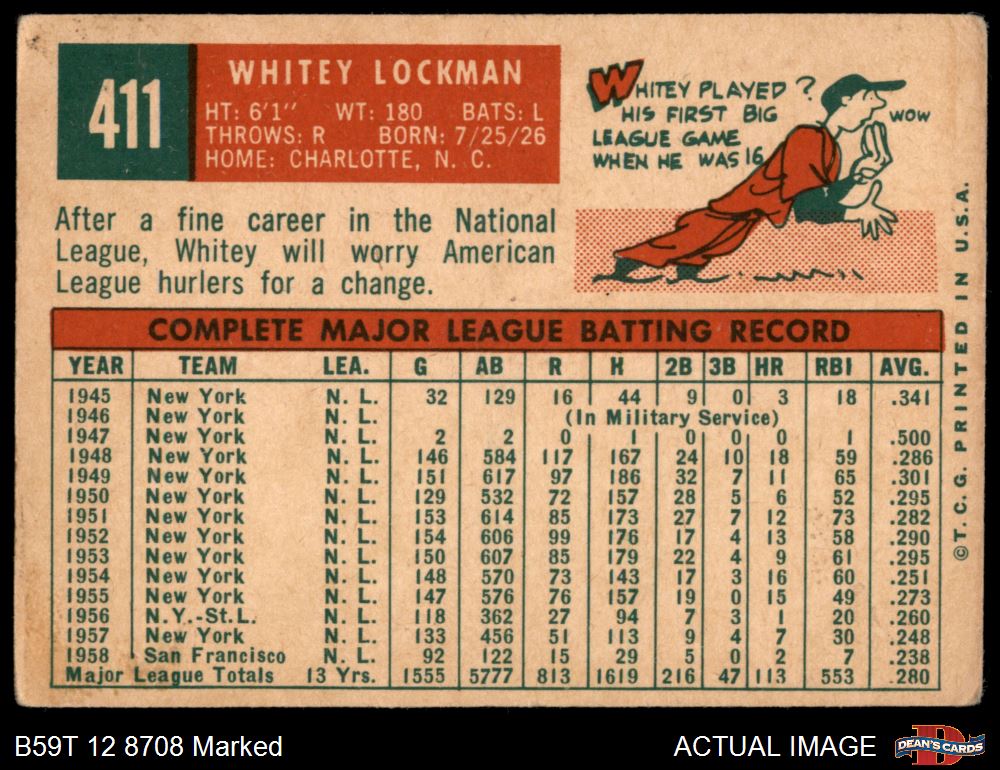 411
WHITEY LOCKMAN
HT: 6'1" WT: 180 BATS: L
THROWS: R BORN: 7/25/26
HOME: CHARLOTTE, N. C.
WHITEY PLAYED ?
HIS FIRST BIG
LEAGUE GAME
WHEN HE WAS 16
WOW
After a fine career in the National
League, Whitey will worry American
League hurlers for a change.
COMPLETE MAJOR LEAGUE BATTING RECORD
YEAR TEAM LEA. G AB R H 2B 3B HR RBI AVG.
1945 New York N. L. 32 129 16 44 9 0 3 18 .341
1946 New York N. L. (In Military Service)
1947 New York N. L. 2 2 0 1 0 0 0 1 .500
1948 New York N. L. 146 584 117 167 24 10 18 59 .286
1949 New York N. L. 151 617 97 186 32 7 11 65 .301
1950 New York N. L. 129 532 72 157 28 5 6 52 .295
1951 New York N. L. 153 614 85 173 27 7 12 73 .282
1952 New York N. L. 154 606 99 176 17 4 13 58 .290
1953 New York N. L. 150 607 85 179 22 4 9 61 .295
1954 New York N. L. 148 570 73 143 17 3 16 60 .251
1955 New York N. L. 147 576 76 157 19 0 15 49 .273
1956 N.Y.-St.L. N. L. 118 362 27 94 7 3 1 20 .260
1957 New York N. L. 133 456 51 113 9 4 7 30 .248
1958 San Francisco N. L. 92 122 15 29 5 0 2 7 .238
Major League Totals 13 Yrs. 1555 5777 813 1619 216 47 113 553 .280
©T. C. G. PRINTED IN U.S.A.
B59T 12 8708 Marked
ACTUAL IMAGE
D
DEAN'S CARDS